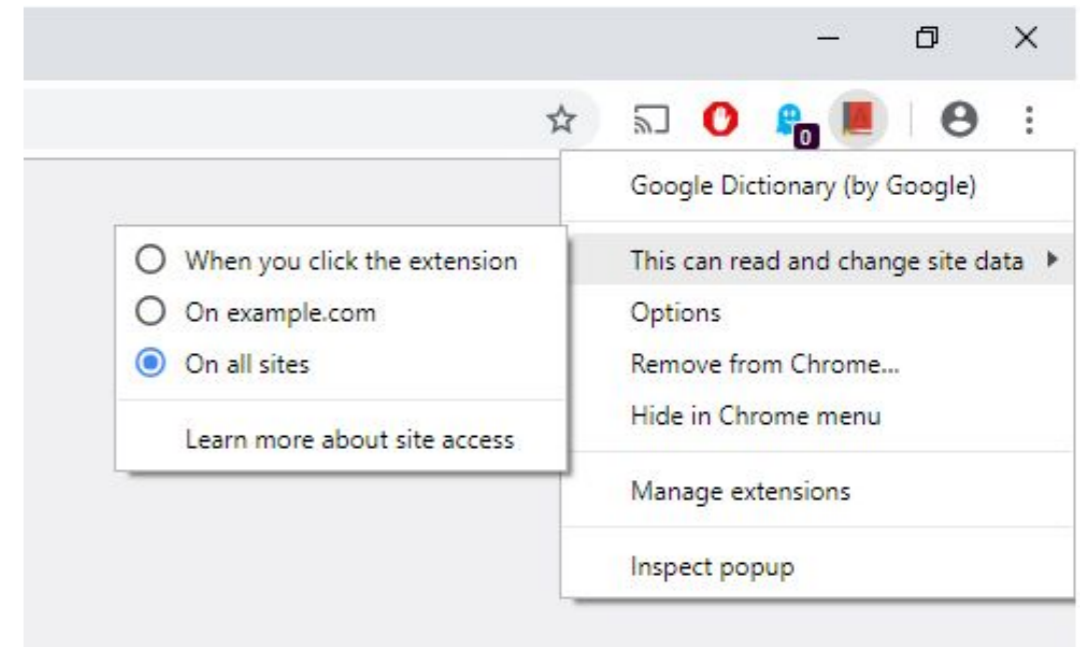 0
Google Dictionary (by Google)
This can read and change site data
Options
Remove from Chrome...
Hide in Chrome menu
Manage extensions
Inspect popup
When you click the extension
On example.com
On all sites
Learn more about site access